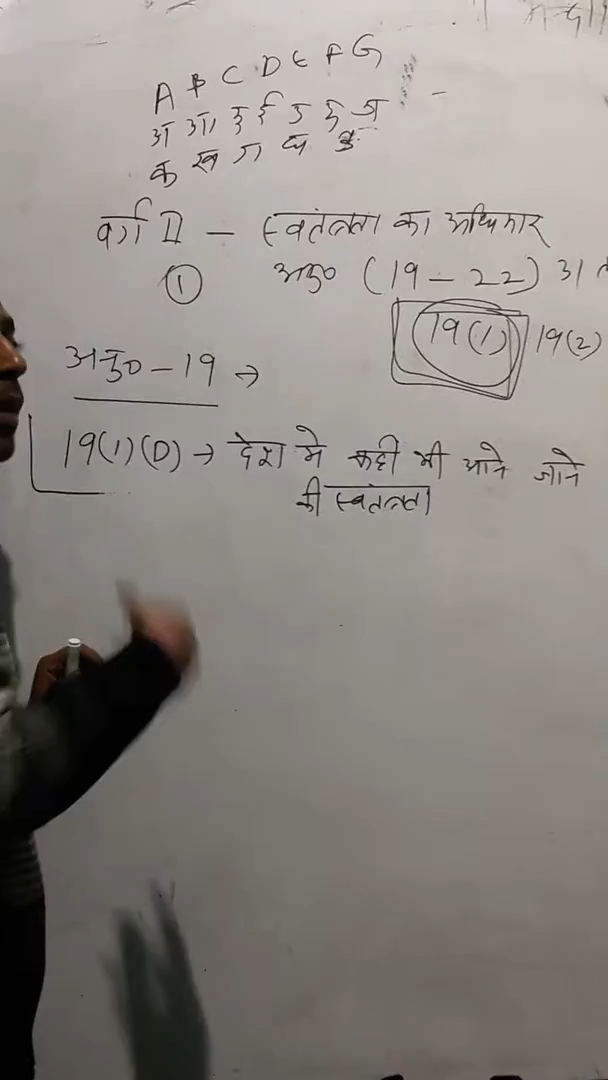 A B C D E F G
अ आ इ ई उ ऊ
क ख ग घ ङ
वर्ग II – स्वतंत्रता का अधिकार
① अनु० (19 – 22)
19(1) 19(2)
अनु० – 19 →
19(1)(D) → देश मे कही भी आने जाने
की स्वतंत्रता